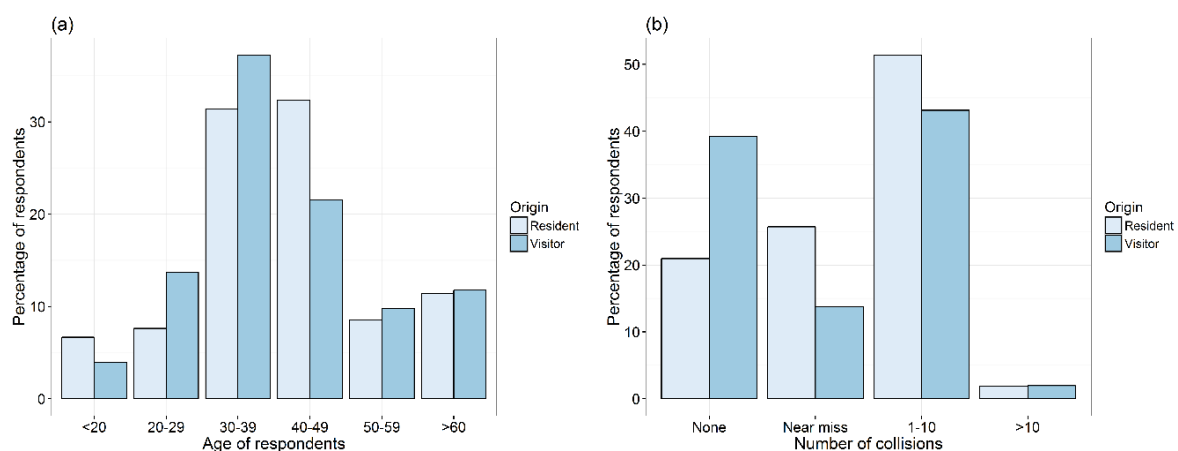 (a)
Percentage of respondents
30
20
10
0
<20 20-29 30-39 40-49 50-59 >60
Age of respondents
Origin
Resident
Visitor
(b)
Percentage of respondents
50
40
30
20
10
0
None Near miss 1-10 >10
Number of collisions
Origin
Resident
Visitor